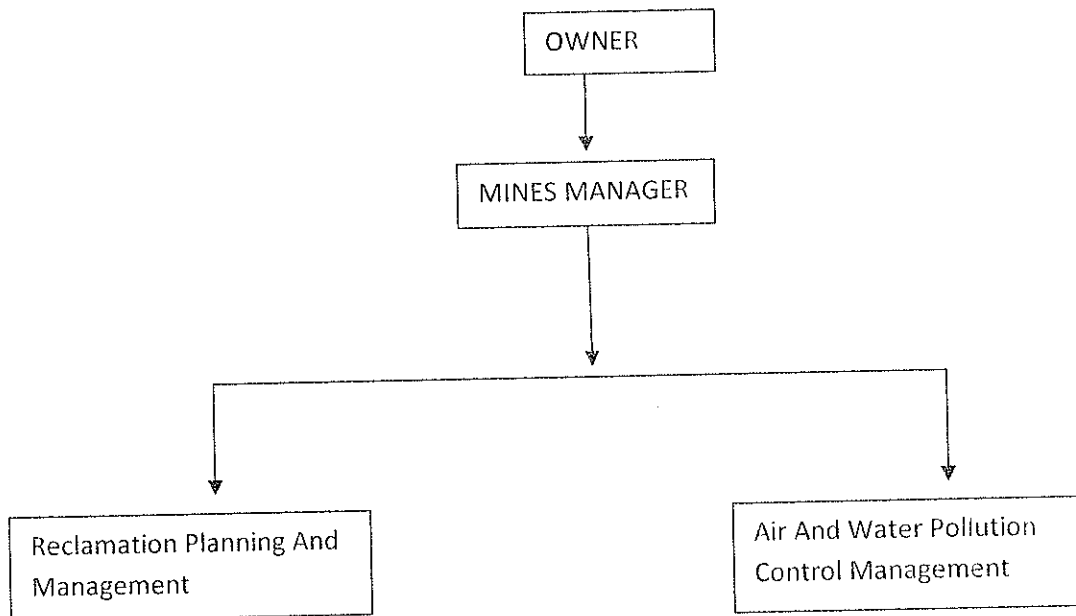 OWNER
MINES MANAGER
Reclamation Planning And
Management
Air And Water Pollution
Control Management